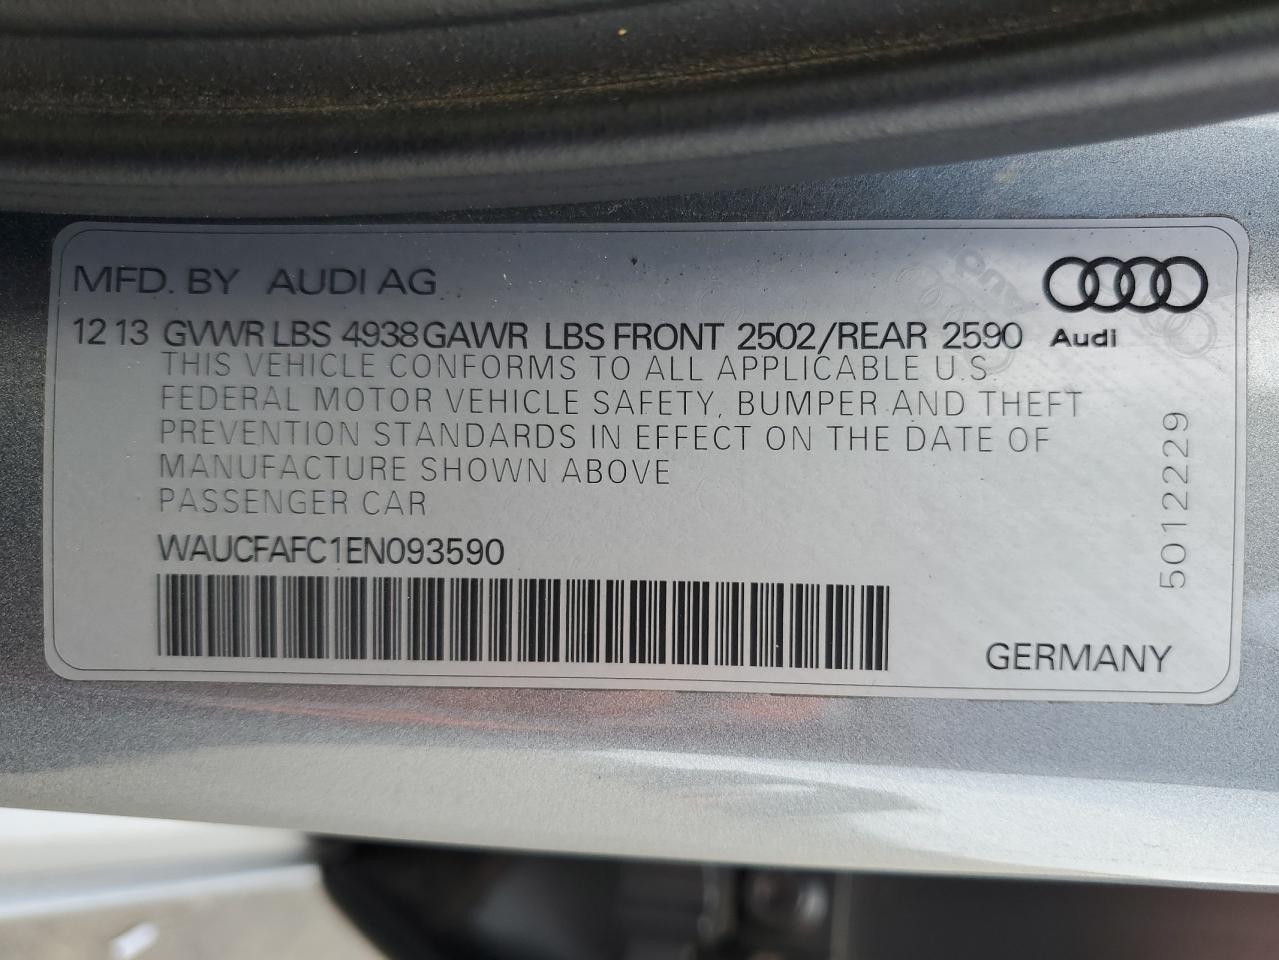 MFD. BY AUDI AG
12 13 GVWR LBS 4938 GAWR LBS FRONT 2502/REAR 2590
Audi
THIS VEHICLE CONFORMS TO ALL APPLICABLE U.S.
FEDERAL MOTOR VEHICLE SAFETY, BUMPER AND THEFT
PREVENTION STANDARDS IN EFFECT ON THE DATE OF
MANUFACTURE SHOWN ABOVE
PASSENGER CAR
WAUCFAFC1EN093590
5012229
GERMANY